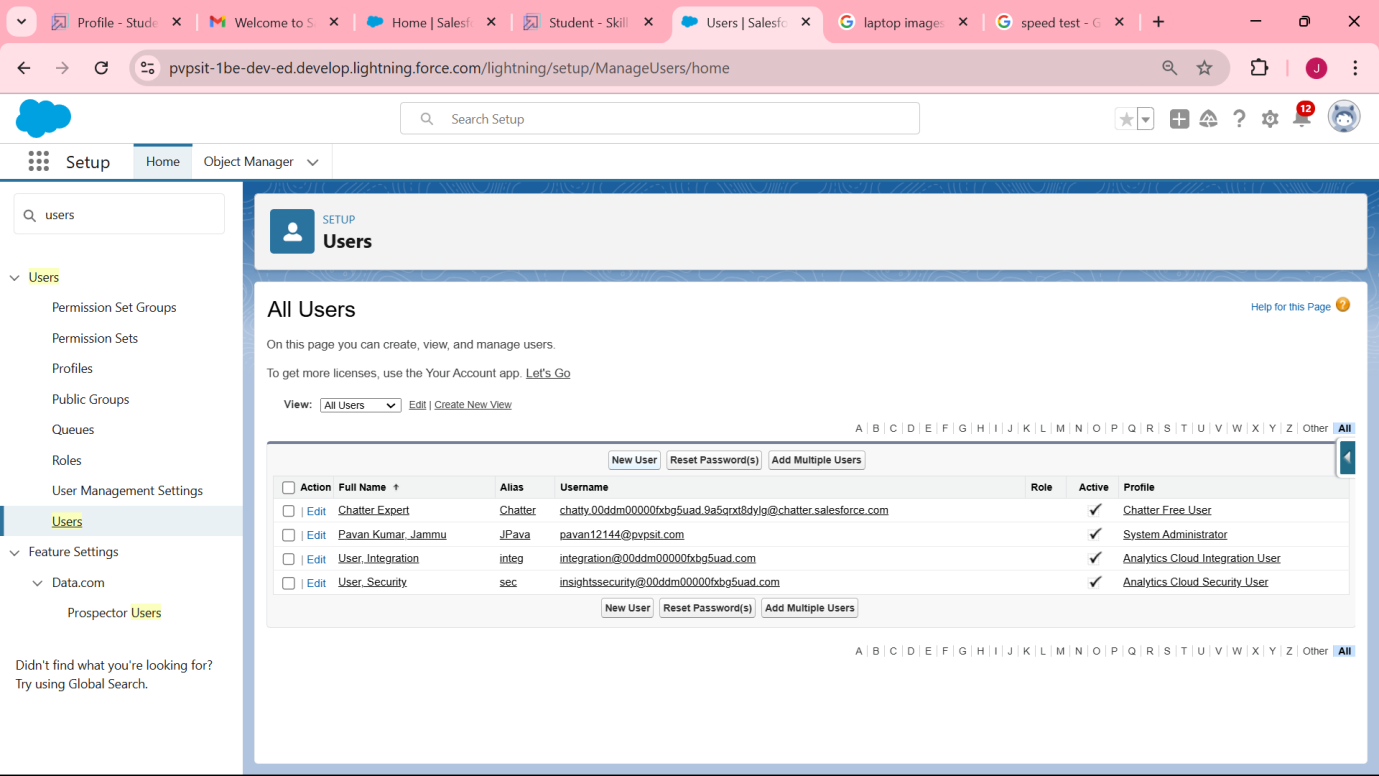 Profile - Stude
Welcome to S
Home | Salesf
Student - Skill
Users | Salesfo
laptop images
speed test - G
pvpsit-1be-dev-ed.develop.lightning.force.com/lightning/setup/ManageUsers/home
J
Search Setup
12
Setup
Home
Object Manager
users
SETUP
Users
Users
Permission Set Groups
Permission Sets
Profiles
Public Groups
Queues
Roles
User Management Settings
Users
Feature Settings
Data.com
Prospector Users
Didn't find what you're looking for?
Try using Global Search.
All Users
Help for this Page ?
On this page you can create, view, and manage users.
To get more licenses, use the Your Account app. Let's Go
View: All Users Edit | Create New View
A | B | C | D | E | F | G | H | I | J | K | L | M | N | O | P | Q | R | S | T | U | V | W | X | Y | Z | Other All
New User Reset Password(s) Add Multiple Users
Action Full Name ↑ Alias Username Role Active Profile
| Edit Chatter Expert Chatter chatty.00ddm00000fxbg5uad.9a5qrxt8dylg@chatter.salesforce.com ✓ Chatter Free User
| Edit Pavan Kumar, Jammu JPava pavan12144@pvpsit.com ✓ System Administrator
| Edit User, Integration integ integration@00ddm00000fxbg5uad.com ✓ Analytics Cloud Integration User
| Edit User, Security sec insightssecurity@00ddm00000fxbg5uad.com ✓ Analytics Cloud Security User
New User Reset Password(s) Add Multiple Users
A | B | C | D | E | F | G | H | I | J | K | L | M | N | O | P | Q | R | S | T | U | V | W | X | Y | Z | Other All